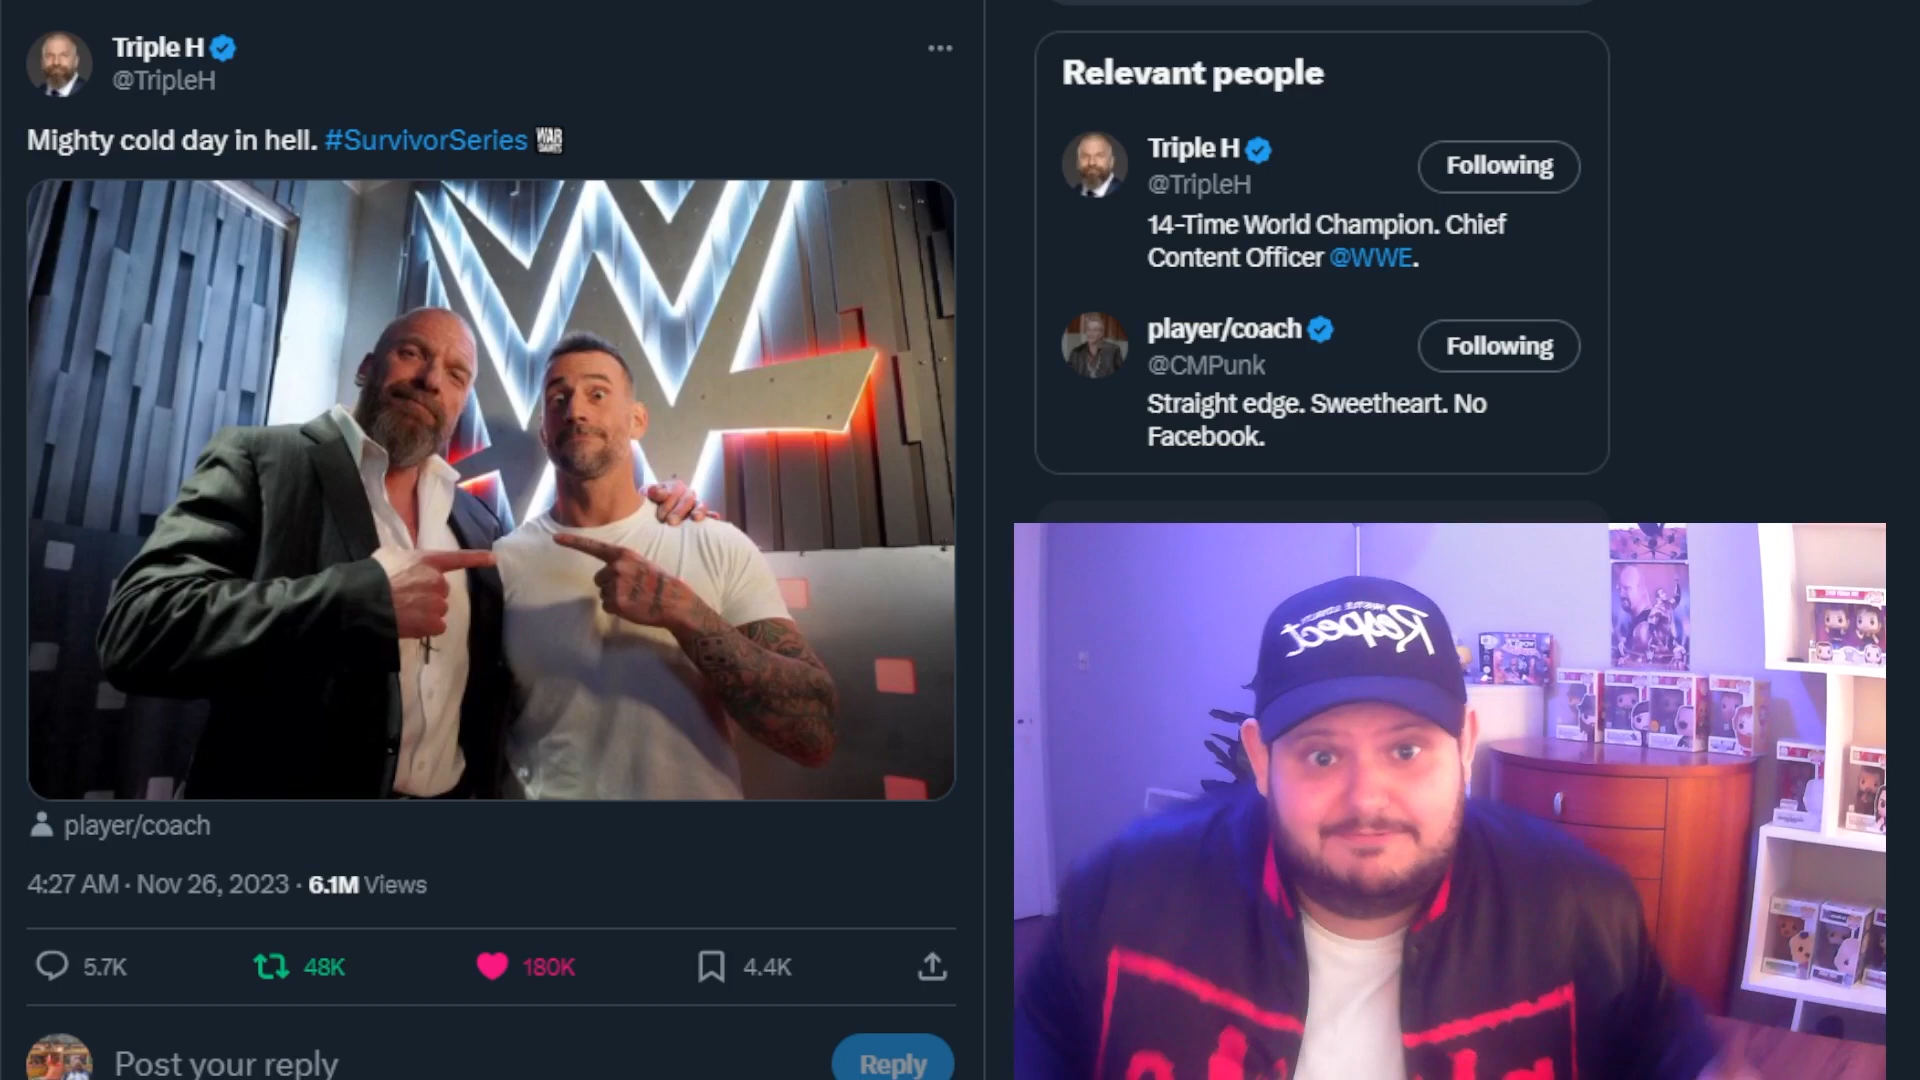 Triple H
@TripleH
Mighty cold day in hell. #SurvivorSeries WAR GAMES
player/coach
4:27 AM · Nov 26, 2023 · 6.1M Views
5.7K 48K 180K 4.4K
Post your reply
Reply
Relevant people
Triple H
@TripleH
Following
14-Time World Champion. Chief
Content Officer @WWE.
player/coach
@CMPunk
Following
Straight edge. Sweetheart. No
Facebook.
Respect